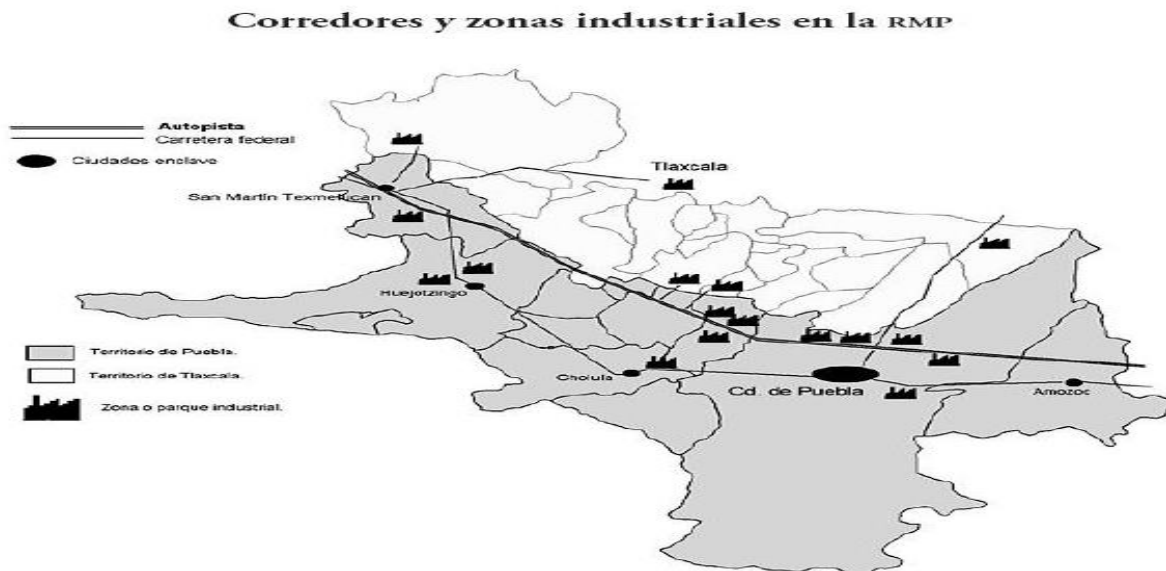 Corredores y zonas industriales en la RMP
Autopista
Carretera federal
Ciudades enclave
Tlaxcala
San Martín Texmelucan
Huejotzingo
Territorio de Puebla.
Territorio de Tlaxcala.
Cholula
Cd. de Puebla
Amozoc
Zona o parque industrial.